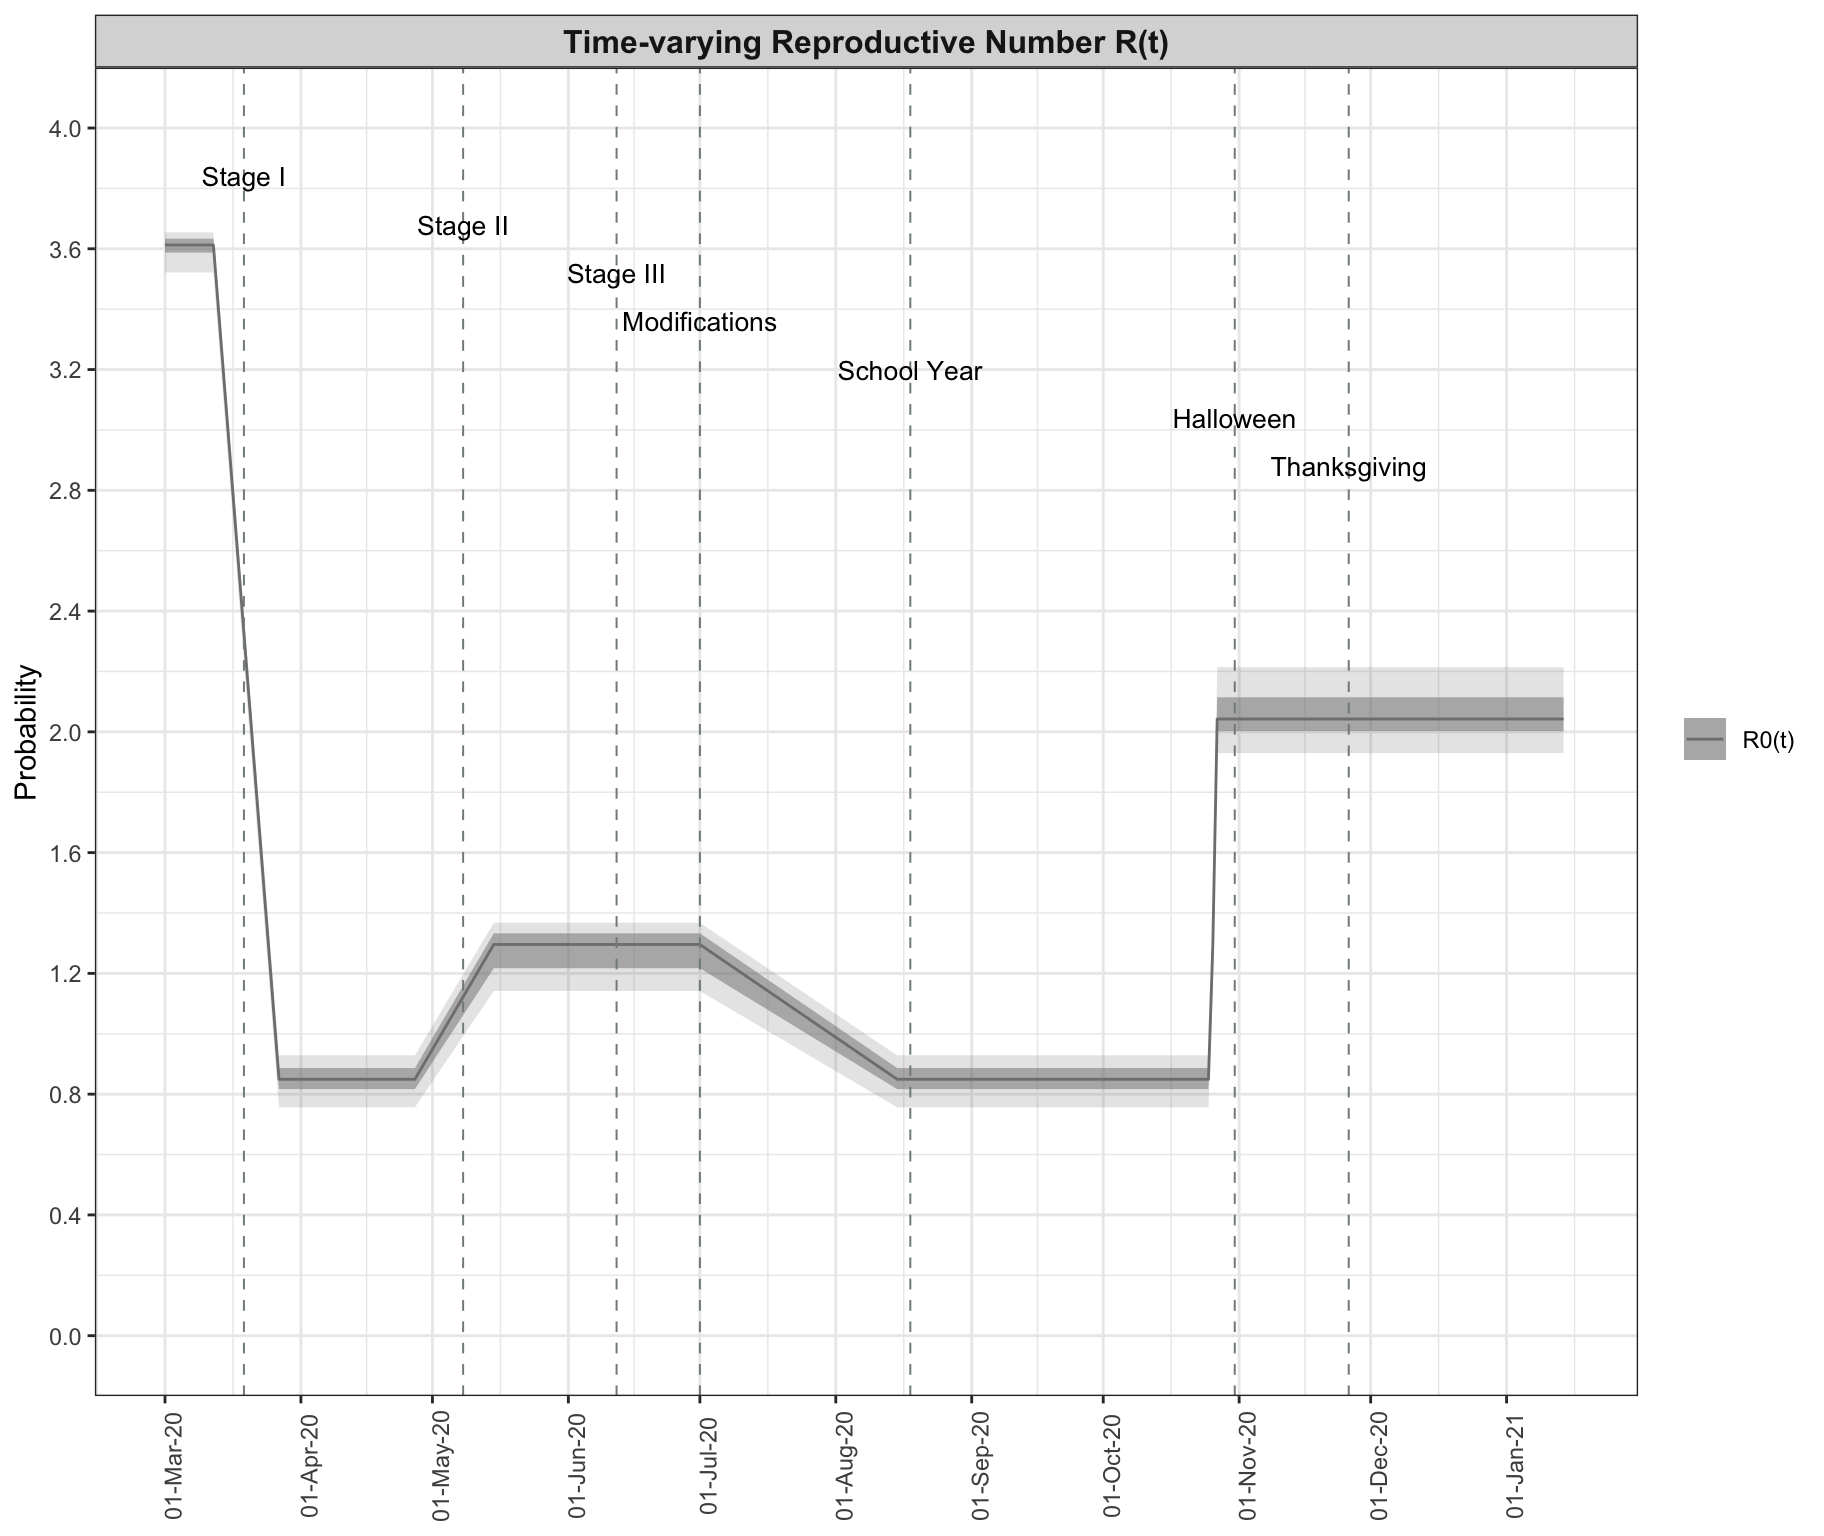 Time-varying Reproductive Number R(t)
4.0
3.6
3.2
2.8
2.4
2.0
1.6
1.2
0.8
0.4
0.0
Probability
Stage I
Stage II
Stage III
Modifications
School Year
Halloween
Thanksgiving
R0(t)
01-Mar-20
01-Apr-20
01-May-20
01-Jun-20
01-Jul-20
01-Aug-20
01-Sep-20
01-Oct-20
01-Nov-20
01-Dec-20
01-Jan-21